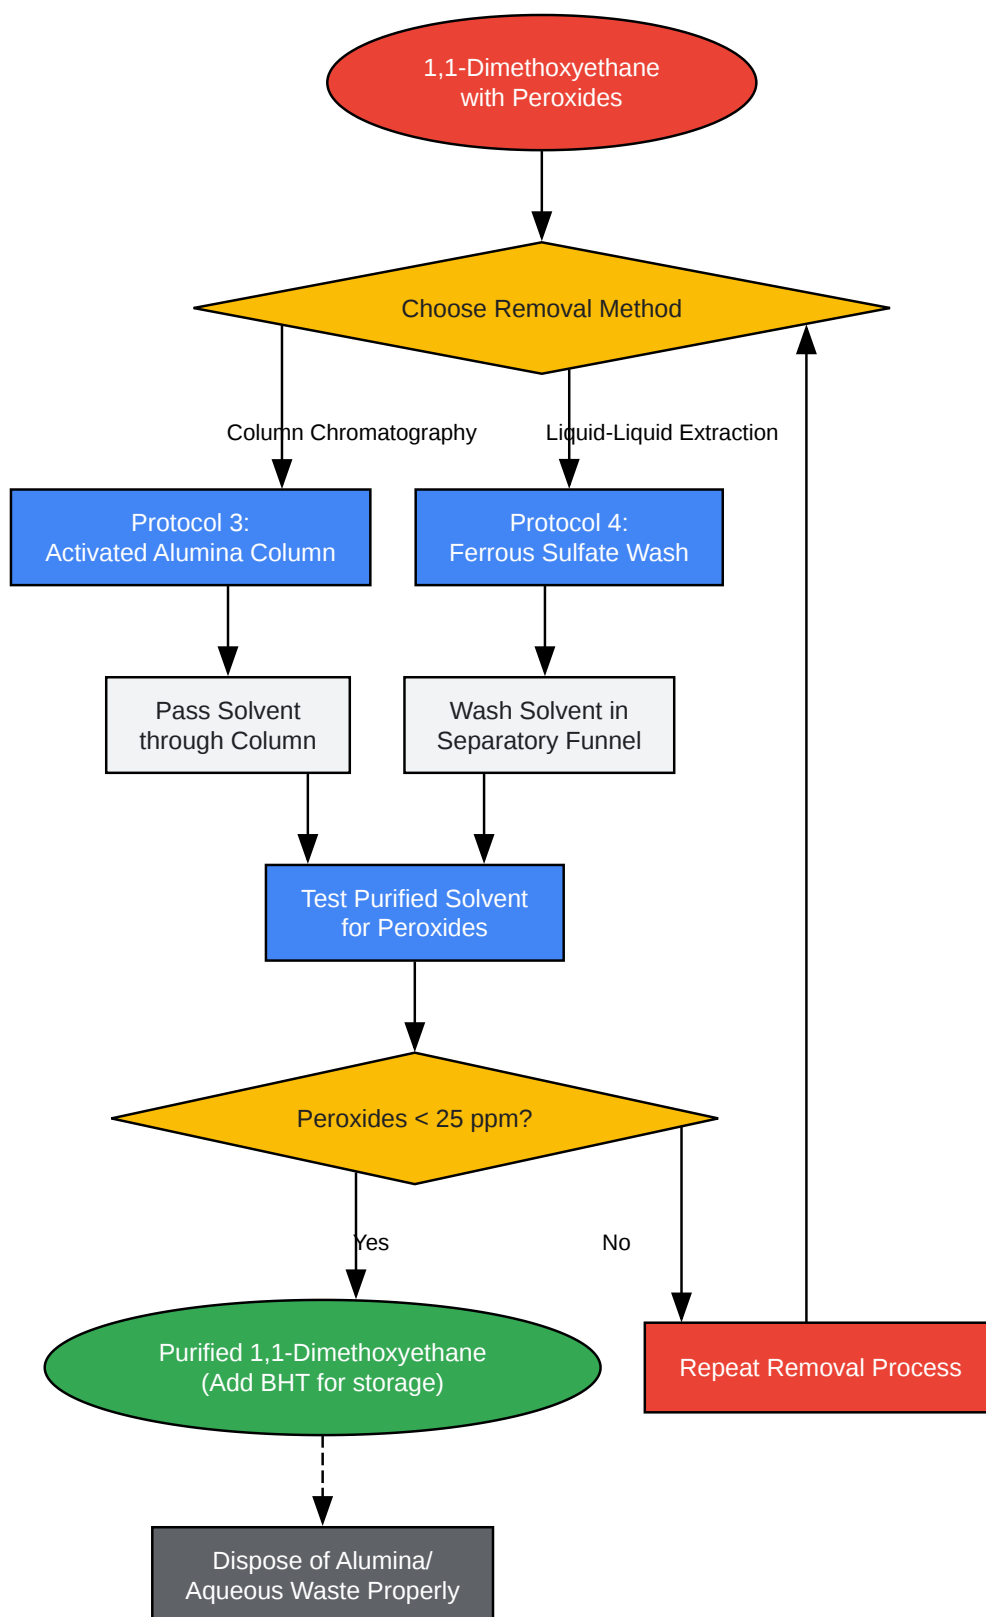 1,1-Dimethoxyethane
with Peroxides
Choose Removal Method
Column Chromatography
Liquid-Liquid Extraction
Protocol 3:
Activated Alumina Column
Protocol 4:
Ferrous Sulfate Wash
Pass Solvent
through Column
Wash Solvent in
Separatory Funnel
Test Purified Solvent
for Peroxides
Peroxides < 25 ppm?
Yes
No
Purified 1,1-Dimethoxyethane
(Add BHT for storage)
Repeat Removal Process
Dispose of Alumina/
Aqueous Waste Properly